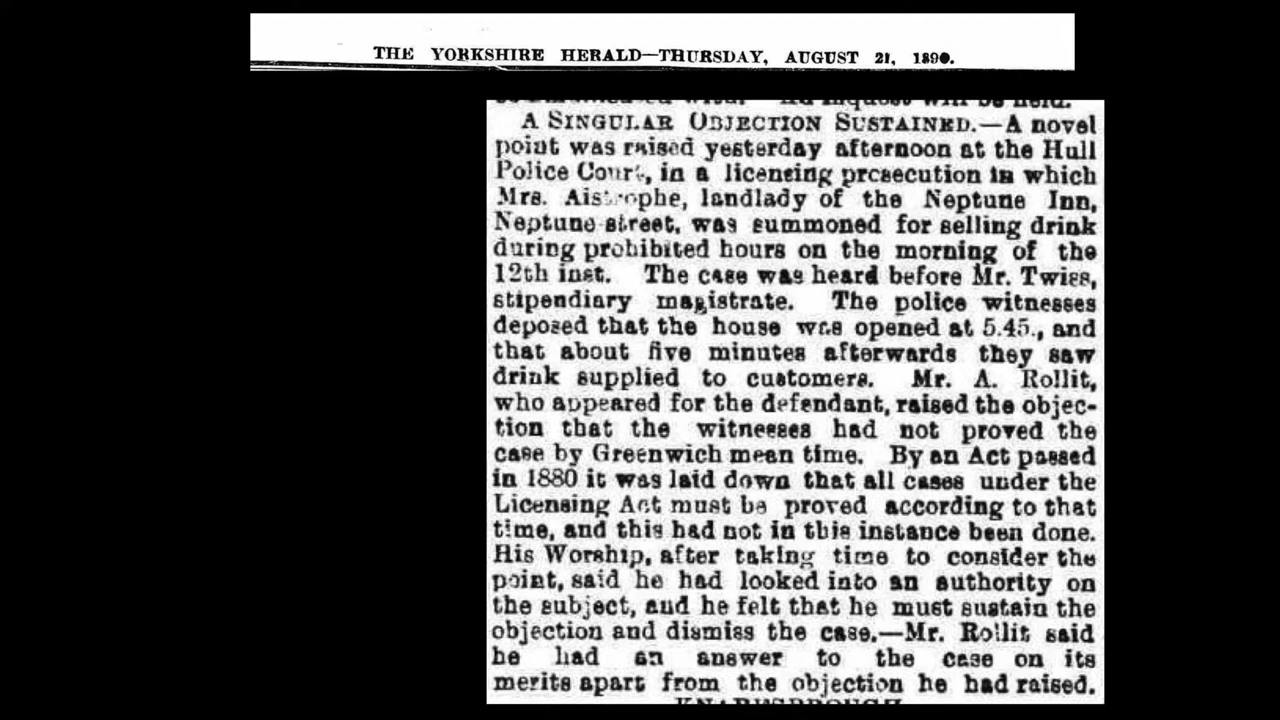 THE YORKSHIRE HERALD—THURSDAY, AUGUST 21, 1890.
inquest will be held.
A SINGULAR OBJECTION SUSTAINED.—A novel
point was raised yesterday afternoon at the Hull
Police Court, in a licensing prosecution in which
Mrs. Aistrophe, landlady of the Neptune Inn,
Neptune-street, was summoned for selling drink
during prohibited hours on the morning of the
12th inst. The case was heard before Mr. Twiss,
stipendiary magistrate. The police witnesses
deposed that the house was opened at 5.45., and
that about five minutes afterwards they saw
drink supplied to customers. Mr. A. Rollit,
who appeared for the defendant, raised the objec-
tion that the witnesses had not proved the
case by Greenwich mean time. By an Act passed
in 1880 it was laid down that all cases under the
Licensing Act must be proved according to that
time, and this had not in this instance been done.
His Worship, after taking time to consider the
point, said he had looked into an authority on
the subject, and he felt that he must sustain the
objection and dismiss the case.—Mr. Rollit said
he had an answer to the case on its
merits apart from the objection he had raised.
KNARESBROUGH